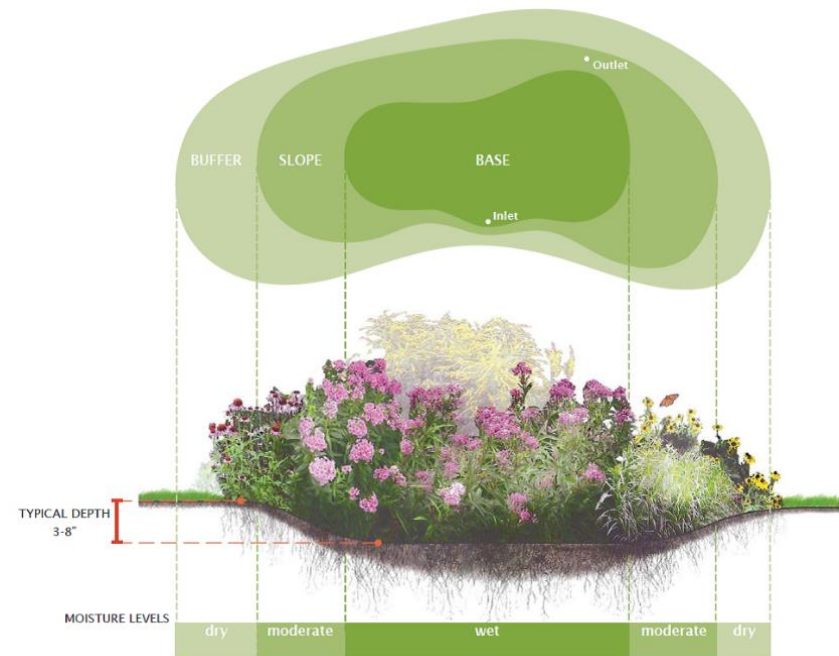 Outlet
BUFFER
SLOPE
BASE
Inlet
TYPICAL DEPTH
3-8"
MOISTURE LEVELS
dry
moderate
wet
moderate
dry